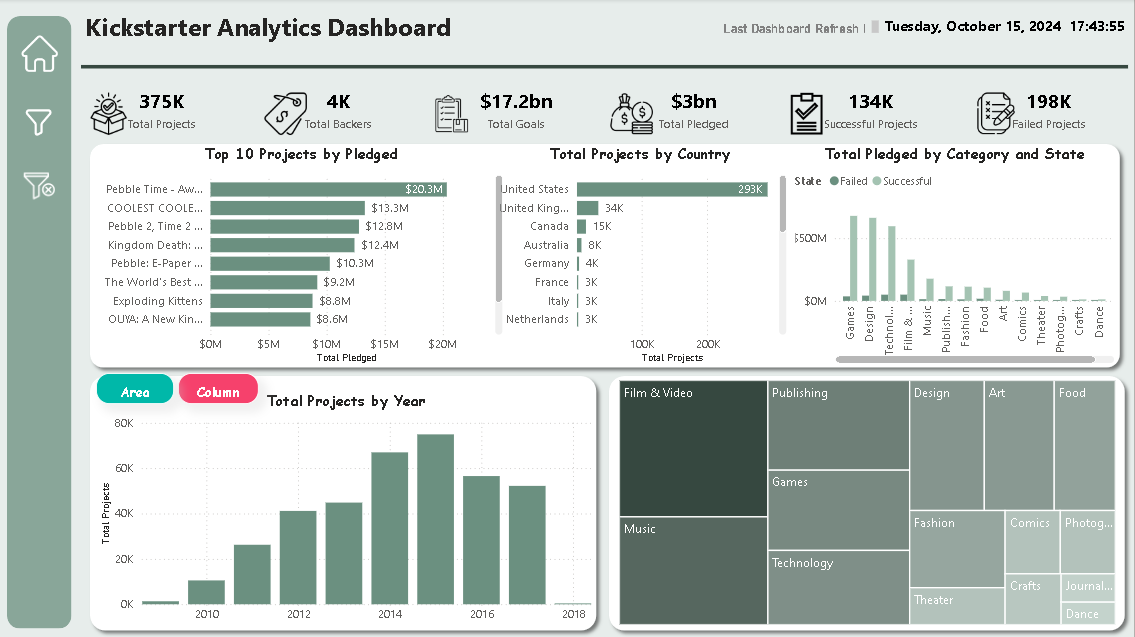 Kickstarter Analytics Dashboard
Last Dashboard Refresh | Tuesday, October 15, 2024 17:43:55
375K
Total Projects
4K
Total Backers
$17.2bn
Total Goals
$3bn
Total Pledged
134K
Successful Projects
198K
Failed Projects
Top 10 Projects by Pledged
Pebble Time - Aw... $20.3M
COOLEST COOLE... $13.3M
Pebble 2, Time 2 ... $12.8M
Kingdom Death: ... $12.4M
Pebble: E-Paper ... $10.3M
The World's Best ... $9.2M
Exploding Kittens $8.8M
OUYA: A New Kin... $8.6M
$0M $5M $10M $15M $20M
Total Pledged
Total Projects by Country
United States 293K
United King... 34K
Canada 15K
Australia 8K
Germany 4K
France 3K
Italy 3K
Netherlands 3K
100K 200K
Total Projects
Total Pledged by Category and State
State Failed Successful
$500M
$0M
Games
Design
Technol...
Film & ...
Music
Publish...
Fashion
Food
Art
Comics
Theater
Photog...
Crafts
Dance
Area
Column
Total Projects by Year
Total Projects
80K
60K
40K
20K
0K
2010 2012 2014 2016 2018
Film & Video
Music
Publishing
Games
Technology
Design
Art
Food
Fashion
Theater
Comics
Photog...
Crafts
Journal...
Dance